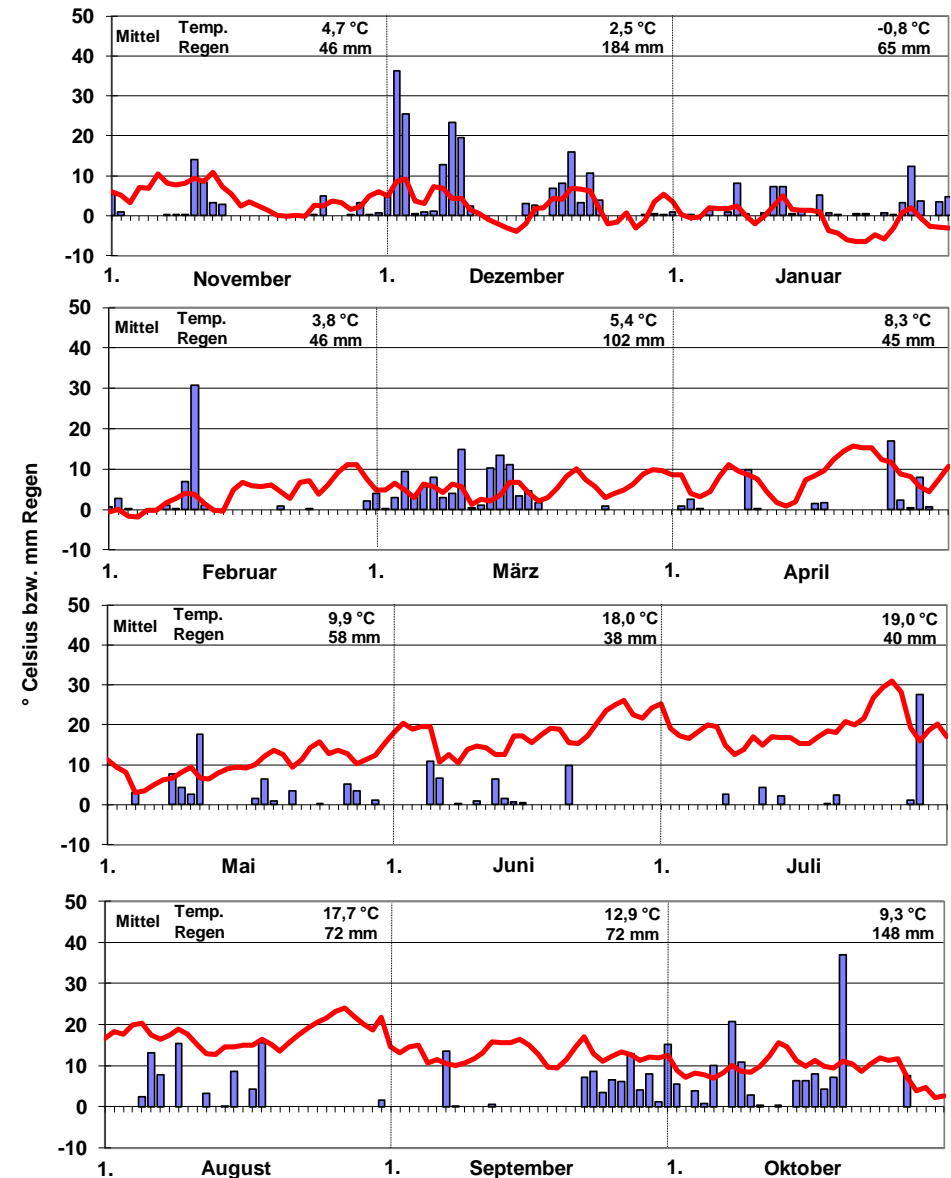 ° Celsius bzw. mm Regen
50
40
30
20
10
0
-10
Mittel Temp. 4,7 °C 2,5 °C -0,8 °C
Regen 46 mm 184 mm 65 mm
1. November 1. Dezember 1. Januar
50
40
30
20
10
0
-10
Mittel Temp. 3,8 °C 5,4 °C 8,3 °C
Regen 46 mm 102 mm 45 mm
1. Februar 1. März 1. April
50
40
30
20
10
0
-10
Mittel Temp. 9,9 °C 18,0 °C 19,0 °C
Regen 58 mm 38 mm 40 mm
1. Mai 1. Juni 1. Juli
50
40
30
20
10
0
-10
Mittel Temp. 17,7 °C 12,9 °C 9,3 °C
Regen 72 mm 72 mm 148 mm
1. August 1. September 1. Oktober